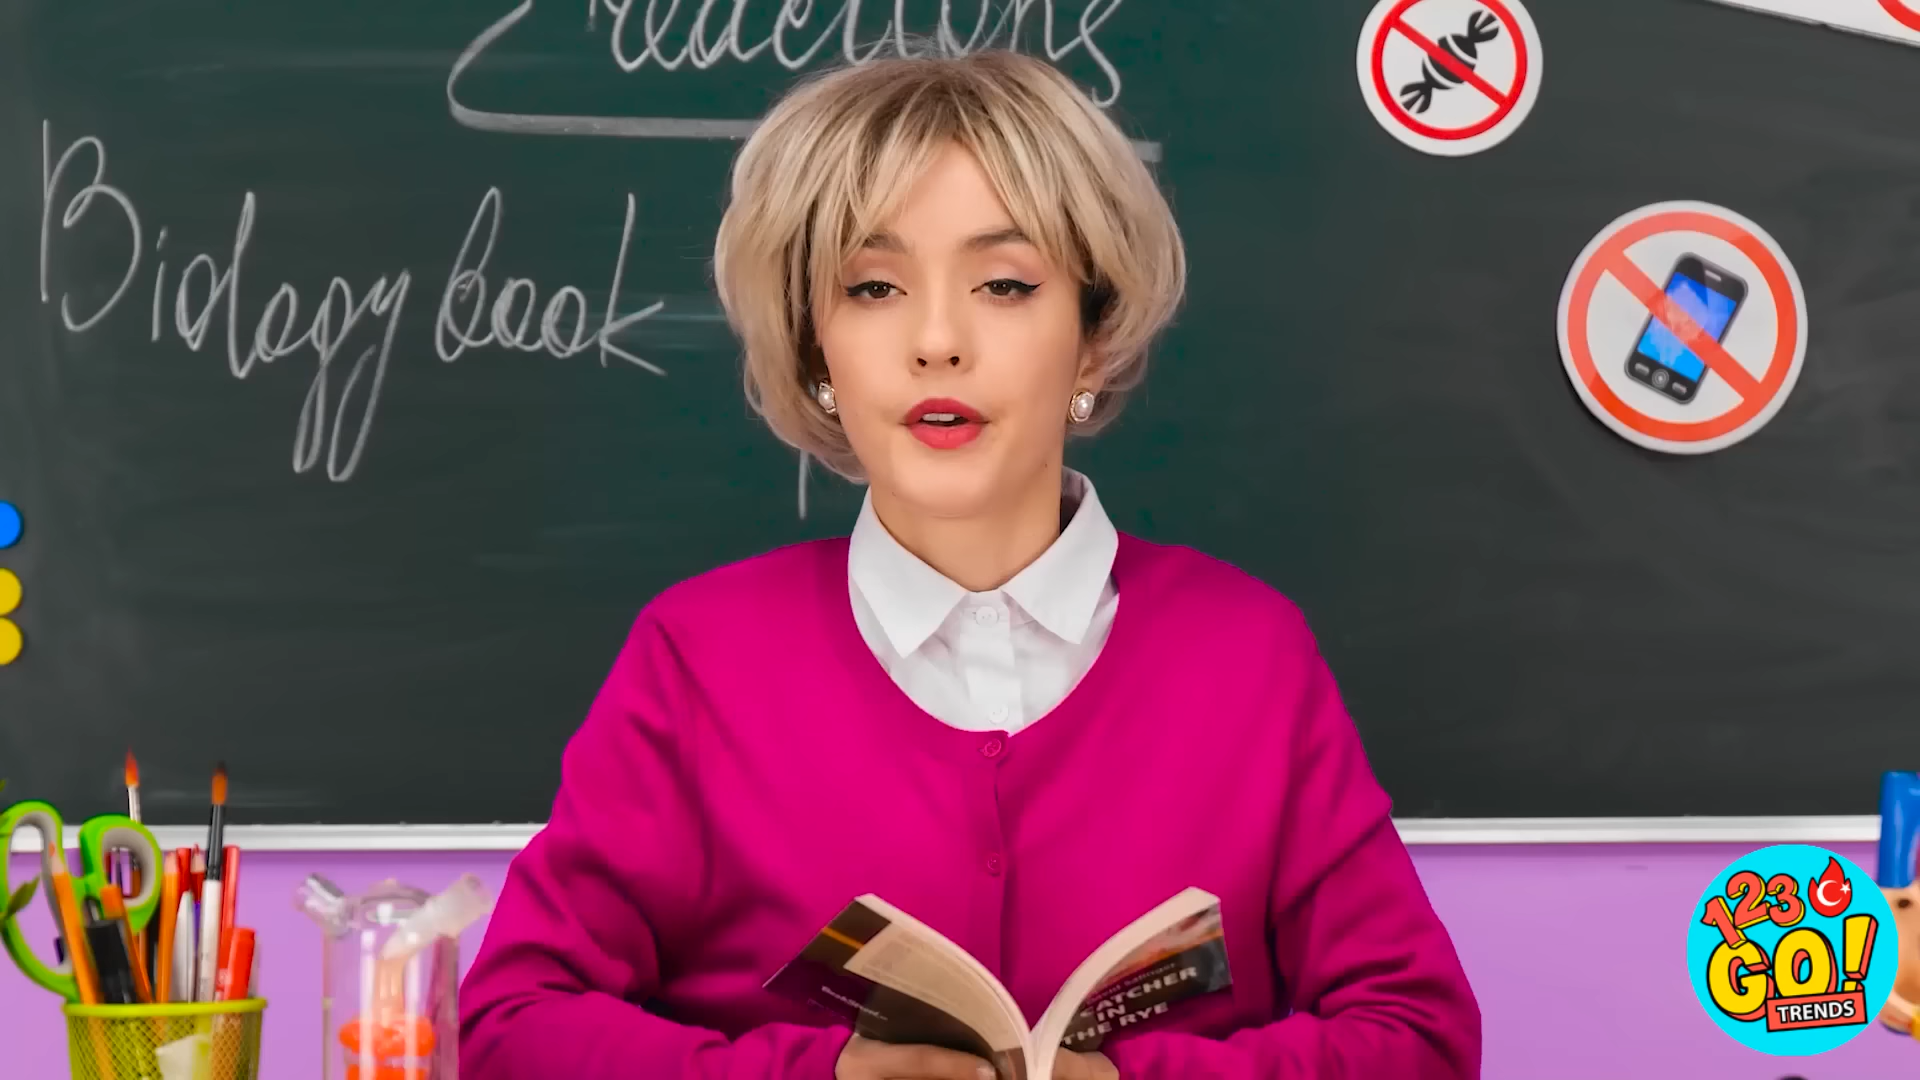 reactions
Biology book
CATCHER
IN
THE RYE
123
GO!
TRENDS